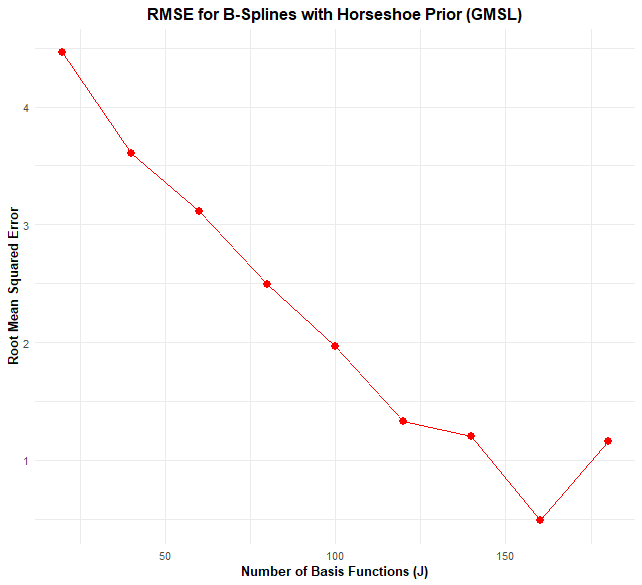 RMSE for B-Splines with Horseshoe Prior (GMSL)
Root Mean Squared Error
4
3
2
1
50 100 150
Number of Basis Functions (J)